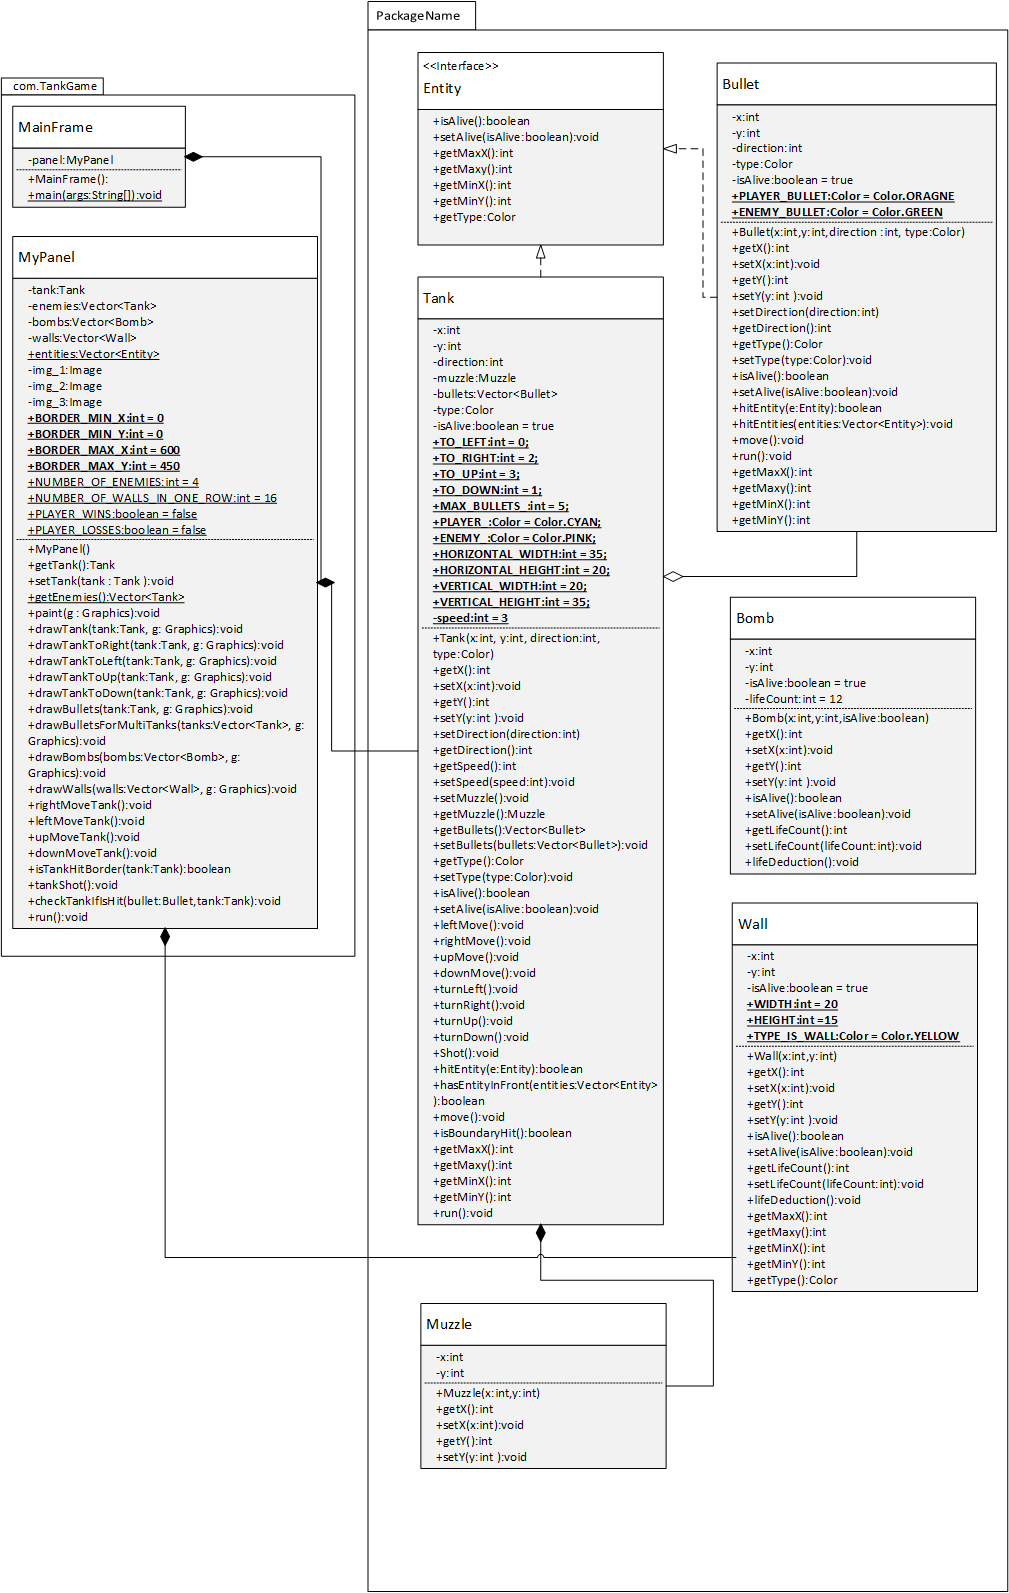 PackageName
com.TankGame
MainFrame
-panel:MyPanel
+MainFrame():
+main(args:String[]):void
MyPanel
-tank:Tank
-enemies:Vector<Tank>
-bombs:Vector<Bomb>
-walls:Vector<Wall>
+entities:Vector<Entity>
-img_1:Image
-img_2:Image
-img_3:Image
+BORDER_MIN_X:int = 0
+BORDER_MIN_Y:int = 0
+BORDER_MAX_X:int = 600
+BORDER_MAX_Y:int = 450
+NUMBER_OF_ENEMIES:int = 4
+NUMBER_OF_WALLS_IN_ONE_ROW:int = 16
+PLAYER_WINS:boolean = false
+PLAYER_LOSSES:boolean = false
+MyPanel()
+getTank():Tank
+setTank(tank : Tank ):void
+getEnemies():Vector<Tank>
+paint(g : Graphics):void
+drawTank(tank:Tank, g: Graphics):void
+drawTankToRight(tank:Tank, g: Graphics):void
+drawTankToLeft(tank:Tank, g: Graphics):void
+drawTankToUp(tank:Tank, g: Graphics):void
+drawTankToDown(tank:Tank, g: Graphics):void
+drawBullets(tank:Tank, g: Graphics):void
+drawBulletsForMultiTanks(tanks:Vector<Tank>, g:
Graphics):void
+drawBombs(bombs:Vector<Bomb>, g:
Graphics):void
+drawWalls(walls:Vector<Wall>, g: Graphics):void
+rightMoveTank():void
+leftMoveTank():void
+upMoveTank():void
+downMoveTank():void
+isTankHitBorder(tank:Tank):boolean
+tankShot():void
+checkTankIfIsHit(bullet:Bullet,tank:Tank):void
+run():void
<<Interface>>
Entity
+isAlive():boolean
+setAlive(isAlive:boolean):void
+getMaxX():int
+getMaxy():int
+getMinX():int
+getMinY():int
+getType:Color
Tank
-x:int
-y:int
-direction:int
-muzzle:Muzzle
-bullets:Vector<Bullet>
-type:Color
-isAlive:boolean = true
+TO_LEFT:int = 0;
+TO_RIGHT:int = 2;
+TO_UP:int = 3;
+TO_DOWN:int = 1;
+MAX_BULLETS_:int = 5;
+PLAYER_:Color = Color.CYAN;
+ENEMY_:Color = Color.PINK;
+HORIZONTAL_WIDTH:int = 35;
+HORIZONTAL_HEIGHT:int = 20;
+VERTICAL_WIDTH:int = 20;
+VERTICAL_HEIGHT:int = 35;
-speed:int = 3
+Tank(x:int, y:int, direction:int,
type:Color)
+getX():int
+setX(x:int):void
+getY():int
+setY(y:int ):void
+setDirection(direction:int)
+getDirection():int
+getSpeed():int
+setSpeed(speed:int):void
+setMuzzle():void
+getMuzzle():Muzzle
+getBullets():Vector<Bullet>
+setBullets(bullets:Vector<Bullet>):void
+getType():Color
+setType(type:Color):void
+isAlive():boolean
+setAlive(isAlive:boolean):void
+leftMove():void
+rightMove():void
+upMove():void
+downMove():void
+turnLeft():void
+turnRight():void
+turnUp():void
+turnDown():void
+Shot():void
+hitEntity(e:Entity):boolean
+hasEntityInFront(entities:Vector<Entity>
):boolean
+move():void
+isBoundaryHit():boolean
+getMaxX():int
+getMaxy():int
+getMinX():int
+getMinY():int
+run():void
Muzzle
-x:int
-y:int
+Muzzle(x:int,y:int)
+getX():int
+setX(x:int):void
+getY():int
+setY(y:int ):void
Bullet
-x:int
-y:int
-direction:int
-type:Color
-isAlive:boolean = true
+PLAYER_BULLET:Color = Color.ORAGNE
+ENEMY_BULLET:Color = Color.GREEN
+Bullet(x:int,y:int,direction :int, type:Color)
+getX():int
+setX(x:int):void
+getY():int
+setY(y:int ):void
+setDirection(direction:int)
+getDirection():int
+getType():Color
+setType(type:Color):void
+isAlive():boolean
+setAlive(isAlive:boolean):void
+hitEntity(e:Entity):boolean
+hitEntities(entities:Vector<Entity>):void
+move():void
+run():void
+getMaxX():int
+getMaxy():int
+getMinX():int
+getMinY():int
Bomb
-x:int
-y:int
-isAlive:boolean = true
-lifeCount:int = 12
+Bomb(x:int,y:int,isAlive:boolean)
+getX():int
+setX(x:int):void
+getY():int
+setY(y:int ):void
+isAlive():boolean
+setAlive(isAlive:boolean):void
+getLifeCount():int
+setLifeCount(lifeCount:int):void
+lifeDeduction():void
Wall
-x:int
-y:int
-isAlive:boolean = true
+WIDTH:int = 20
+HEIGHT:int =15
+TYPE_IS_WALL:Color = Color.YELLOW
+Wall(x:int,y:int)
+getX():int
+setX(x:int):void
+getY():int
+setY(y:int ):void
+isAlive():boolean
+setAlive(isAlive:boolean):void
+getLifeCount():int
+setLifeCount(lifeCount:int):void
+lifeDeduction():void
+getMaxX():int
+getMaxy():int
+getMinX():int
+getMinY():int
+getType():Color